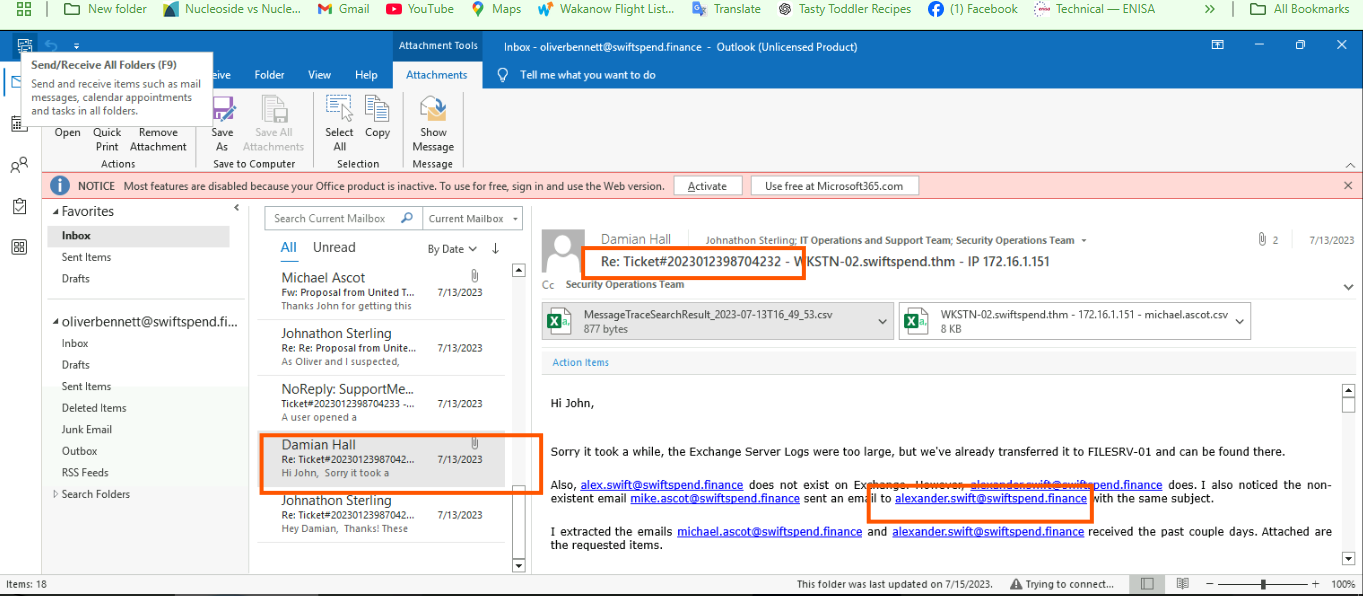 New folder Nucleoside vs Nucle... Gmail YouTube Maps Wakanow Flight List... Translate Tasty Toddler Recipes (1) Facebook Technical — ENISA » All Bookmarks
Attachment Tools Inbox - oliverbennett@swiftspend.finance - Outlook (Unlicensed Product)
Send/Receive All Folders (F9)
Send and receive items such as mail
messages, calendar appointments
and tasks in all folders.
eive Folder View Help Attachments Tell me what you want to do
Open Quick Print Remove Attachment Save As Save All Attachments Select All Copy Show Message
Actions Save to Computer Selection Message
NOTICE Most features are disabled because your Office product is inactive. To use for free, sign in and use the Web version. Activate Use free at Microsoft365.com
Favorites
Inbox
Sent Items
Drafts
oliverbennett@swiftspend.fi...
Inbox
Drafts
Sent Items
Deleted Items
Junk Email
Outbox
RSS Feeds
Search Folders
Search Current Mailbox Current Mailbox
All Unread By Date
Michael Ascot
Fw: Proposal from United T... 7/13/2023
Thanks John for getting this
Johnathon Sterling
Re: Re: Proposal from Unite... 7/13/2023
As Oliver and I suspected,
NoReply: SupportMe...
Ticket#2023012398704233 -... 7/13/2023
A user opened a
Damian Hall
Re: Ticket#20230123987042... 7/13/2023
Hi John, Sorry it took a
Johnathon Sterling
Re: Ticket#20230123987042... 7/13/2023
Hey Damian, Thanks! These
Damian Hall Johnathon Sterling; IT Operations and Support Team; Security Operations Team 2 7/13/2023
Re: Ticket#2023012398704232 - WKSTN-02.swiftspend.thm - IP 172.16.1.151
Cc Security Operations Team
MessageTraceSearchResult_2023-07-13T16_49_53.csv
877 bytes
WKSTN-02.swiftspend.thm - 172.16.1.151 - michael.ascot.csv
8 KB
Action Items
Hi John,
Sorry it took a while, the Exchange Server Logs were too large, but we've already transferred it to FILESRV-01 and can be found there.
Also, alex.swift@swiftspend.finance does not exist on Exchange. However, alexander.swift@swiftspend.finance does. I also noticed the non-
existent email mike.ascot@swiftspend.finance sent an email to alexander.swift@swiftspend.finance with the same subject.
I extracted the emails michael.ascot@swiftspend.finance and alexander.swift@swiftspend.finance received the past couple days. Attached are
the requested items.
Items: 18 This folder was last updated on 7/15/2023. Trying to connect... 100%